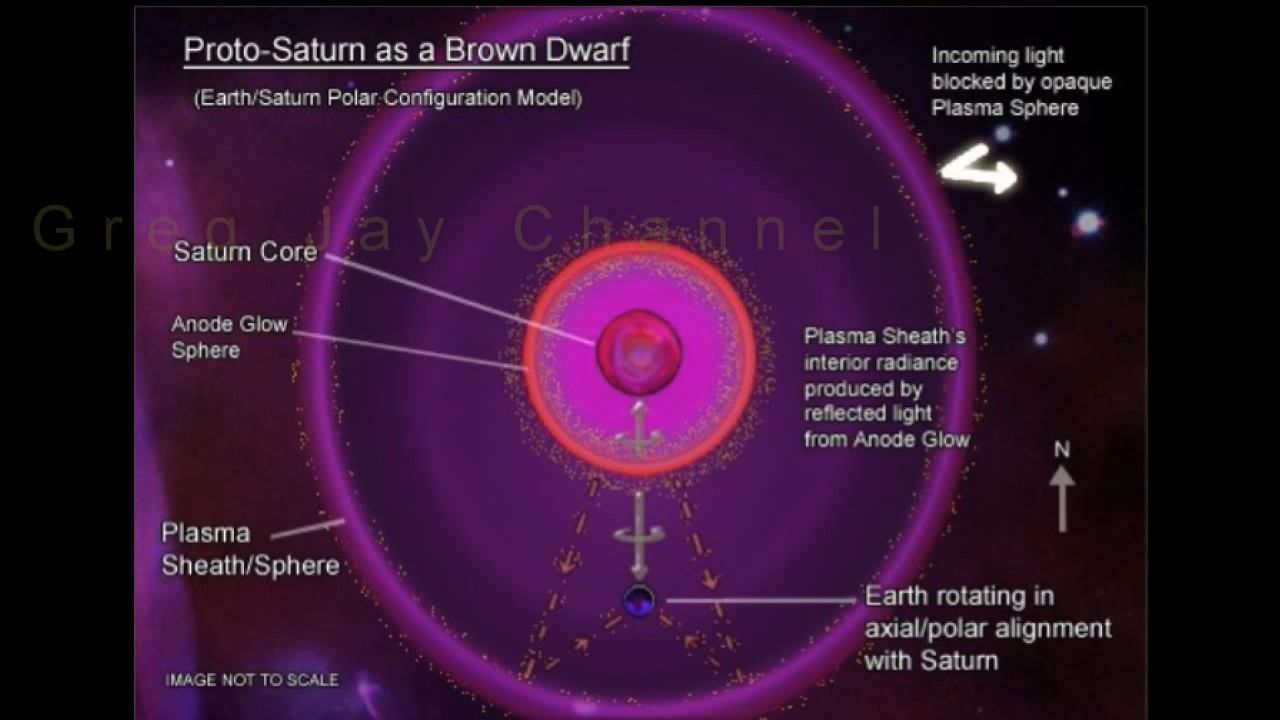 Proto-Saturn as a Brown Dwarf
(Earth/Saturn Polar Configuration Model)
Incoming light
blocked by opaque
Plasma Sphere
Greg Jay Channel
Saturn Core
Anode Glow
Sphere
Plasma Sheath's
interior radiance
produced by
reflected light
from Anode Glow
N
Plasma
Sheath/Sphere
Earth rotating in
axial/polar alignment
with Saturn
IMAGE NOT TO SCALE